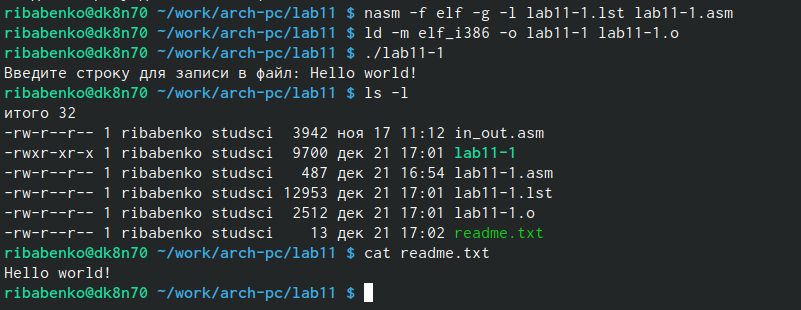 ribabenko@dk8n70 ~/work/arch-pc/lab11 $ nasm -f elf -g -l lab11-1.lst lab11-1.asm
ribabenko@dk8n70 ~/work/arch-pc/lab11 $ ld -m elf_i386 -o lab11-1 lab11-1.o
ribabenko@dk8n70 ~/work/arch-pc/lab11 $ ./lab11-1
Введите строку для записи в файл: Hello world!
ribabenko@dk8n70 ~/work/arch-pc/lab11 $ ls -l
итого 32
-rw-r--r-- 1 ribabenko studsci  3942 ноя 17 11:12 in_out.asm
-rwxr-xr-x 1 ribabenko studsci  9700 дек 21 17:01 lab11-1
-rw-r--r-- 1 ribabenko studsci   487 дек 21 16:54 lab11-1.asm
-rw-r--r-- 1 ribabenko studsci 12953 дек 21 17:01 lab11-1.lst
-rw-r--r-- 1 ribabenko studsci  2512 дек 21 17:01 lab11-1.o
-rw-r--r-- 1 ribabenko studsci    13 дек 21 17:02 readme.txt
ribabenko@dk8n70 ~/work/arch-pc/lab11 $ cat readme.txt
Hello world!
ribabenko@dk8n70 ~/work/arch-pc/lab11 $